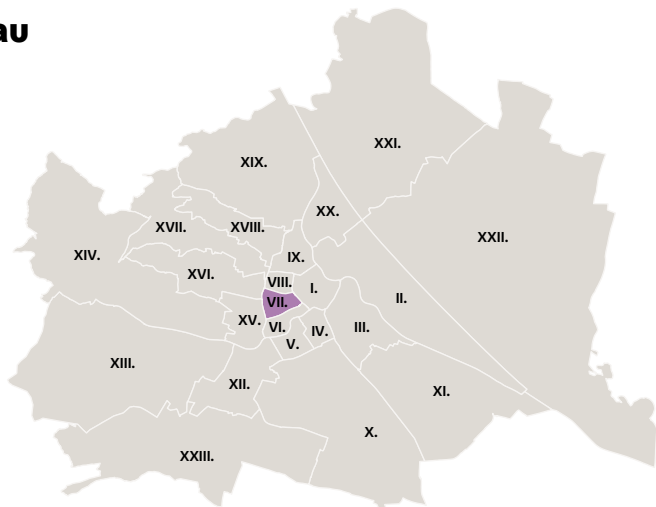 au
XXI.
XIX.
XX.
XVII.
XVIII.
XXII.
XIV.
IX.
XVI.
VIII.
I.
VII.
II.
XV.
VI.
IV.
III.
V.
XIII.
XII.
XI.
X.
XXIII.